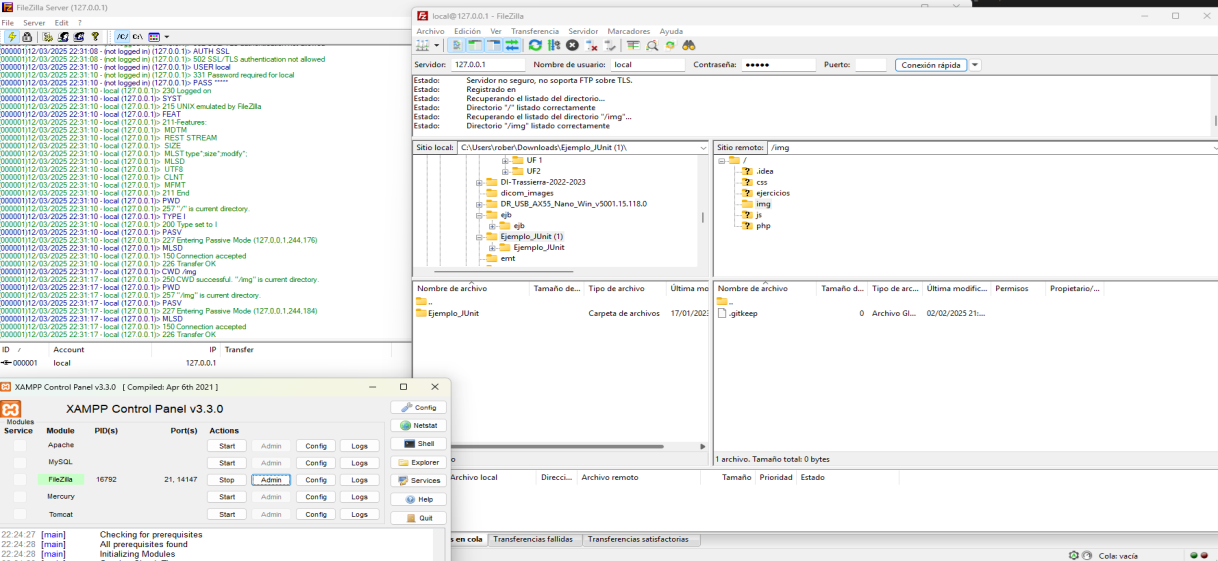 FileZilla Server (127.0.0.1)
File Server Edit ?
/C/ C:\
(000001)12/03/2025 22:31:08 - (not logged in) (127.0.0.1)> AUTH SSL
(000001)12/03/2025 22:31:08 - (not logged in) (127.0.0.1)> 502 SSL/TLS authentication not allowed
(000001)12/03/2025 22:31:10 - (not logged in) (127.0.0.1)> USER local
(000001)12/03/2025 22:31:10 - (not logged in) (127.0.0.1)> 331 Password required for local
(000001)12/03/2025 22:31:10 - (not logged in) (127.0.0.1)> PASS *****
(000001)12/03/2025 22:31:10 - local (127.0.0.1)> 230 Logged on
(000001)12/03/2025 22:31:10 - local (127.0.0.1)> SYST
(000001)12/03/2025 22:31:10 - local (127.0.0.1)> 215 UNIX emulated by FileZilla
(000001)12/03/2025 22:31:10 - local (127.0.0.1)> FEAT
(000001)12/03/2025 22:31:10 - local (127.0.0.1)> 211-Features:
(000001)12/03/2025 22:31:10 - local (127.0.0.1)> MDTM
(000001)12/03/2025 22:31:10 - local (127.0.0.1)> REST STREAM
(000001)12/03/2025 22:31:10 - local (127.0.0.1)> SIZE
(000001)12/03/2025 22:31:10 - local (127.0.0.1)> MLST type*;size*;modify*;
(000001)12/03/2025 22:31:10 - local (127.0.0.1)> MLSD
(000001)12/03/2025 22:31:10 - local (127.0.0.1)> UTF8
(000001)12/03/2025 22:31:10 - local (127.0.0.1)> CLNT
(000001)12/03/2025 22:31:10 - local (127.0.0.1)> MFMT
(000001)12/03/2025 22:31:10 - local (127.0.0.1)> 211 End
(000001)12/03/2025 22:31:10 - local (127.0.0.1)> PWD
(000001)12/03/2025 22:31:10 - local (127.0.0.1)> 257 "/" is current directory.
(000001)12/03/2025 22:31:10 - local (127.0.0.1)> TYPE I
(000001)12/03/2025 22:31:10 - local (127.0.0.1)> 200 Type set to I
(000001)12/03/2025 22:31:10 - local (127.0.0.1)> PASV
(000001)12/03/2025 22:31:10 - local (127.0.0.1)> 227 Entering Passive Mode (127,0,0,1,244,176)
(000001)12/03/2025 22:31:10 - local (127.0.0.1)> MLSD
(000001)12/03/2025 22:31:10 - local (127.0.0.1)> 150 Connection accepted
(000001)12/03/2025 22:31:10 - local (127.0.0.1)> 226 Transfer OK
(000001)12/03/2025 22:31:17 - local (127.0.0.1)> CWD /img
(000001)12/03/2025 22:31:17 - local (127.0.0.1)> 250 CWD successful. "/img" is current directory.
(000001)12/03/2025 22:31:17 - local (127.0.0.1)> PWD
(000001)12/03/2025 22:31:17 - local (127.0.0.1)> 257 "/img" is current directory.
(000001)12/03/2025 22:31:17 - local (127.0.0.1)> PASV
(000001)12/03/2025 22:31:17 - local (127.0.0.1)> 227 Entering Passive Mode (127,0,0,1,244,184)
(000001)12/03/2025 22:31:17 - local (127.0.0.1)> MLSD
(000001)12/03/2025 22:31:17 - local (127.0.0.1)> 150 Connection accepted
(000001)12/03/2025 22:31:17 - local (127.0.0.1)> 226 Transfer OK
ID / Account IP Transfer
000001 local 127.0.0.1
local@127.0.0.1 - FileZilla
Archivo Edición Ver Transferencia Servidor Marcadores Ayuda
Servidor: 127.0.0.1 Nombre de usuario: local Contraseña: ●●●●● Puerto: Conexión rápida
Estado: Servidor no seguro, no soporta FTP sobre TLS.
Estado: Registrado en
Estado: Recuperando el listado del directorio...
Estado: Directorio "/" listado correctamente
Estado: Recuperando el listado del directorio "/img"...
Estado: Directorio "/img" listado correctamente
Sitio local: C:\Users\rober\Downloads\Ejemplo_JUnit (1)\
UF 1
UF2
DI-Trassierra-2022-2023
dicom_images
DR_USB_AX55_Nano_Win_v5001.15.118.0
ejb
ejb
Ejemplo_JUnit (1)
Ejemplo_JUnit
emt
Sitio remoto: /img
/
.idea
css
ejercicios
img
js
php
Nombre de archivo Tamaño de... Tipo de archivo Última mo
..
Ejemplo_JUnit Carpeta de archivos 17/01/2023
Nombre de archivo Tamaño d... Tipo de arc... Última modific... Permisos Propietario/...
..
.gitkeep 0 Archivo GI... 02/02/2025 21:...
1 archivo. Tamaño total: 0 bytes
Archivo local Direcci... Archivo remoto Tamaño Prioridad Estado
s en cola Transferencias fallidas Transferencias satisfactorias
Cola: vacía
XAMPP Control Panel v3.3.0 [ Compiled: Apr 6th 2021 ]
XAMPP Control Panel v3.3.0
Modules
Service Module PID(s) Port(s) Actions
Apache Start Admin Config Logs
MySQL Start Admin Config Logs
FileZilla 16792 21, 14147 Stop Admin Config Logs
Mercury Start Admin Config Logs
Tomcat Start Admin Config Logs
Config
Netstat
Shell
Explorer
Services
Help
Quit
22:24:27 [main] Checking for prerequisites
22:24:28 [main] All prerequisites found
22:24:28 [main] Initializing Modules